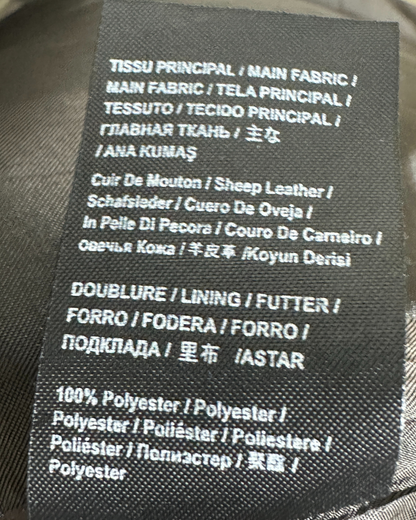 TISSU PRINCIPAL / MAIN FABRIC /
MAIN FABRIC / TELA PRINCIPAL /
TESSUTO / TECIDO PRINCIPAL /
ГЛАВНАЯ ТКАНЬ / 主な
/ANA KUMAŞ
Cuir De Mouton / Sheep Leather /
Schafsleder / Cuero De Oveja /
In Pelle Di Pecora / Couro De Carneiro /
овечья Кожа / 羊皮革 /Koyun Derisi
DOUBLURE / LINING / FUTTER /
FORRO / FODERA / FORRO /
ПОДКЛАДА / 里布 /ASTAR
100% Polyester / Polyester /
Polyester / Poliéster / Poliestere /
Poliéster / Полиэстер / 聚酯 /
Polyester